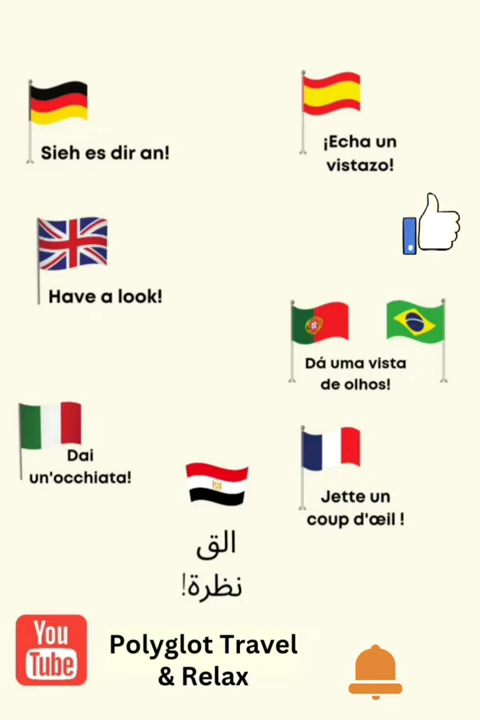 Sieh es dir an!
¡Echa un
vistazo!
Have a look!
Dá uma vista
de olhos!
Dai
un'occhiata!
Jette un
coup d'œil !
الق
نظرة!
You
Tube
Polyglot Travel
& Relax